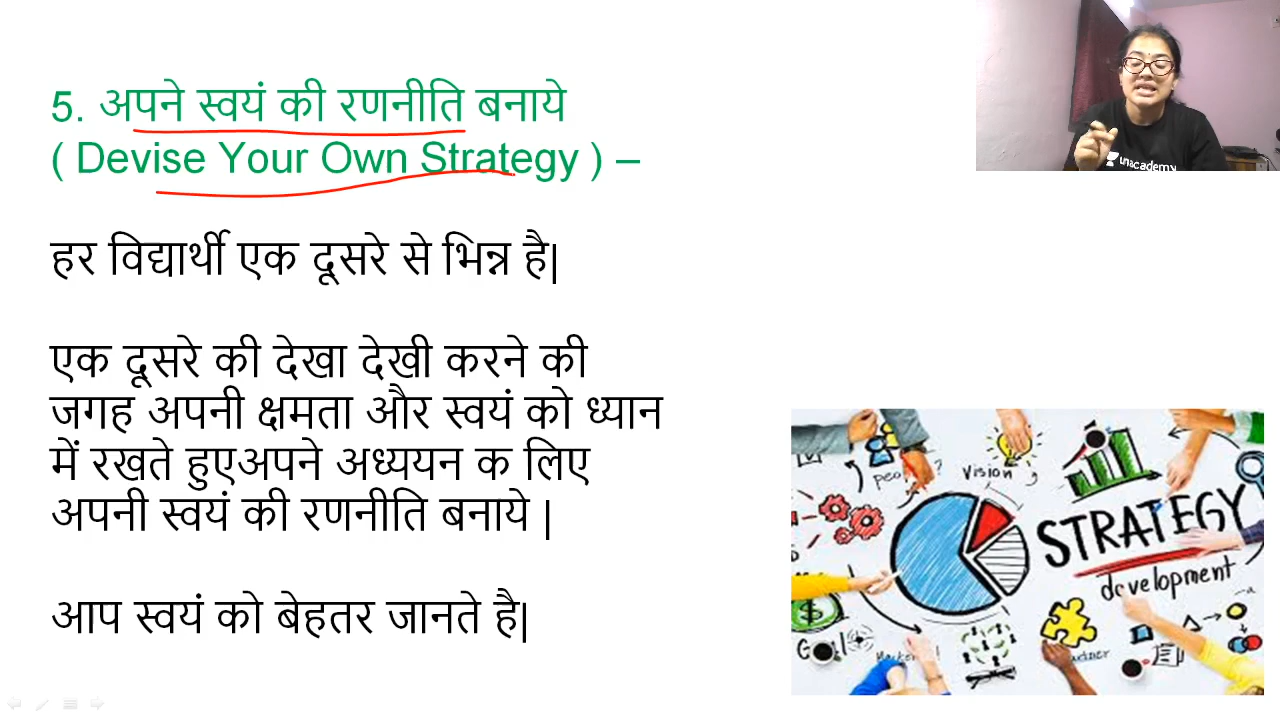 5. अपने स्वयं की रणनीति बनाये
( Devise Your Own Strategy ) –
हर विद्यार्थी एक दूसरे से भिन्न है|
एक दूसरे की देखा देखी करने की
जगह अपनी क्षमता और स्वयं को ध्यान
में रखते हुएअपने अध्ययन क लिए
अपनी स्वयं की रणनीति बनाये |
आप स्वयं को बेहतर जानते है|
unacademy
Vision
STRATEGY
development